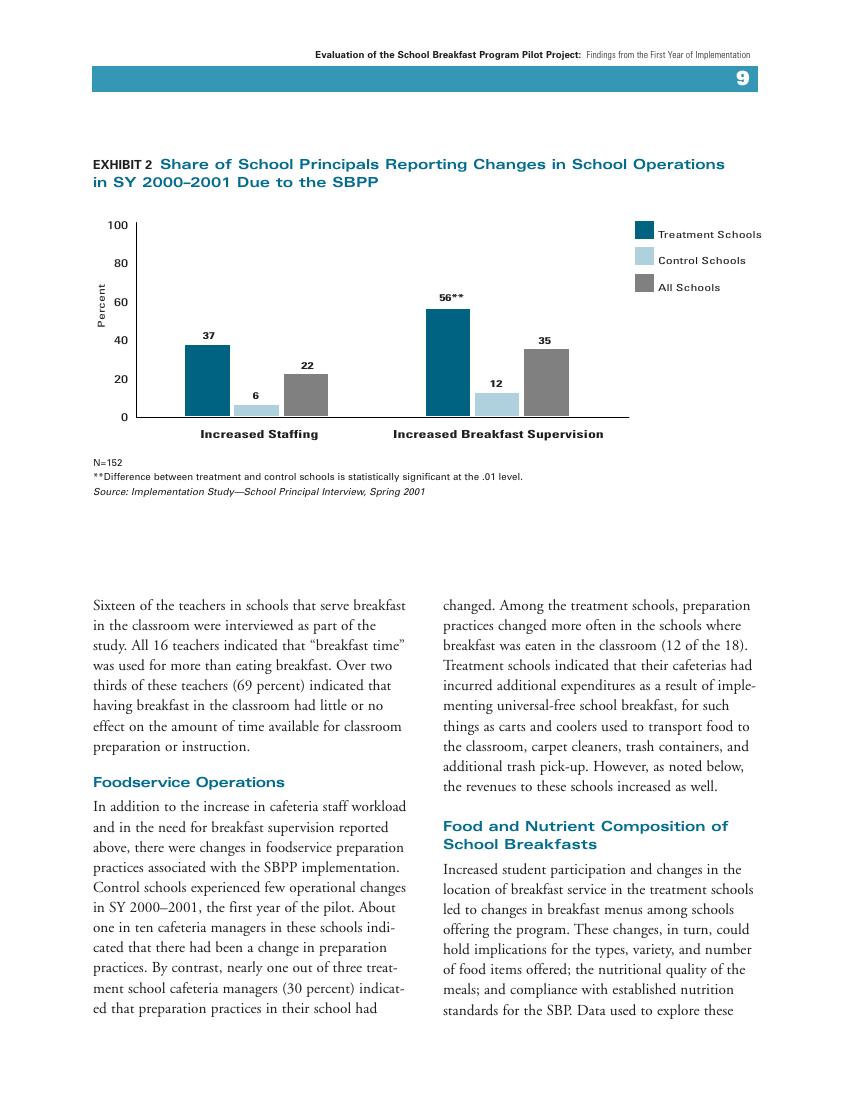 Evaluation of the School Breakfast Program Pilot Project: Findings from the First Year of Implementation
9
EXHIBIT 2 Share of School Principals Reporting Changes in School Operations
in SY 2000–2001 Due to the SBPP
Percent
100
80
60
40
20
0
37
6
22
56**
12
35
Increased Staffing
Increased Breakfast Supervision
Treatment Schools
Control Schools
All Schools
N=152
**Difference between treatment and control schools is statistically significant at the .01 level.
Source: Implementation Study—School Principal Interview, Spring 2001
Sixteen of the teachers in schools that serve breakfast
in the classroom were interviewed as part of the
study. All 16 teachers indicated that “breakfast time”
was used for more than eating breakfast. Over two
thirds of these teachers (69 percent) indicated that
having breakfast in the classroom had little or no
effect on the amount of time available for classroom
preparation or instruction.
Foodservice Operations
In addition to the increase in cafeteria staff workload
and in the need for breakfast supervision reported
above, there were changes in foodservice preparation
practices associated with the SBPP implementation.
Control schools experienced few operational changes
in SY 2000–2001, the first year of the pilot. About
one in ten cafeteria managers in these schools indi-
cated that there had been a change in preparation
practices. By contrast, nearly one out of three treat-
ment school cafeteria managers (30 percent) indicat-
ed that preparation practices in their school had
changed. Among the treatment schools, preparation
practices changed more often in the schools where
breakfast was eaten in the classroom (12 of the 18).
Treatment schools indicated that their cafeterias had
incurred additional expenditures as a result of imple-
menting universal-free school breakfast, for such
things as carts and coolers used to transport food to
the classroom, carpet cleaners, trash containers, and
additional trash pick-up. However, as noted below,
the revenues to these schools increased as well.
Food and Nutrient Composition of
School Breakfasts
Increased student participation and changes in the
location of breakfast service in the treatment schools
led to changes in breakfast menus among schools
offering the program. These changes, in turn, could
hold implications for the types, variety, and number
of food items offered; the nutritional quality of the
meals; and compliance with established nutrition
standards for the SBP. Data used to explore these